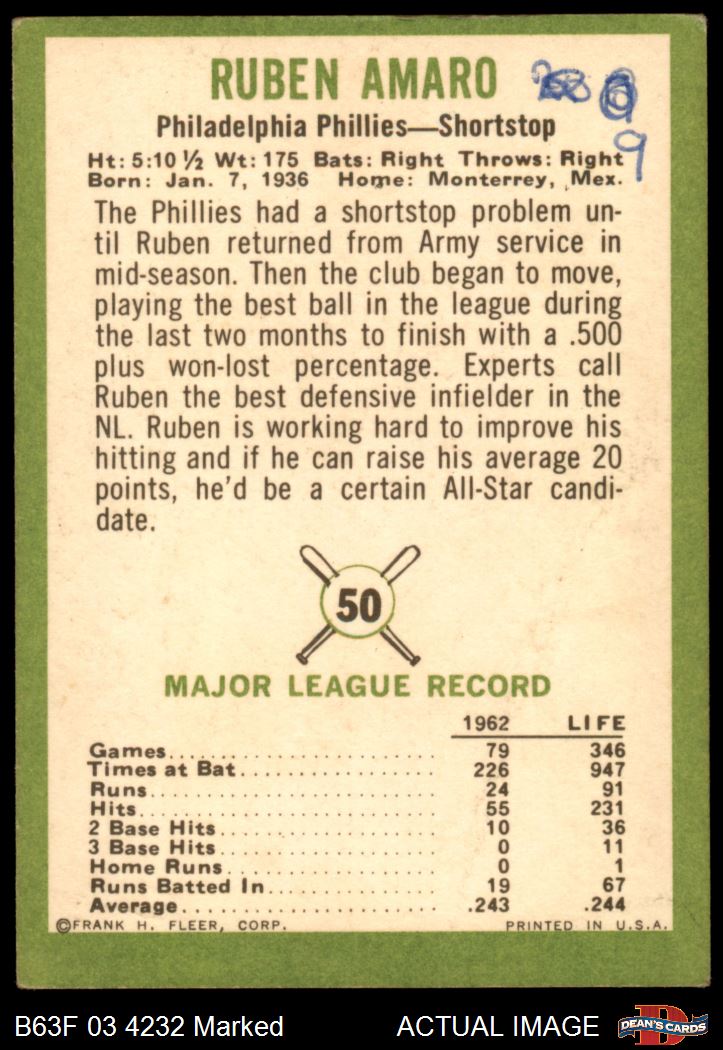 RUBEN AMARO
9
Philadelphia Phillies—Shortstop
Ht: 5:10 ½ Wt: 175 Bats: Right Throws: Right
Born: Jan. 7, 1936 Home: Monterrey, Mex.
The Phillies had a shortstop problem un-
til Ruben returned from Army service in
mid-season. Then the club began to move,
playing the best ball in the league during
the last two months to finish with a .500
plus won-lost percentage. Experts call
Ruben the best defensive infielder in the
NL. Ruben is working hard to improve his
hitting and if he can raise his average 20
points, he'd be a certain All-Star candi-
date.
50
MAJOR LEAGUE RECORD
1962 LIFE
Games 79 346
Times at Bat 226 947
Runs 24 91
Hits 55 231
2 Base Hits 10 36
3 Base Hits 0 11
Home Runs 0 1
Runs Batted In 19 67
Average .243 .244
©FRANK H. FLEER, CORP. PRINTED IN U.S.A.
B63F 03 4232 Marked ACTUAL IMAGE DEAN'S CARDS